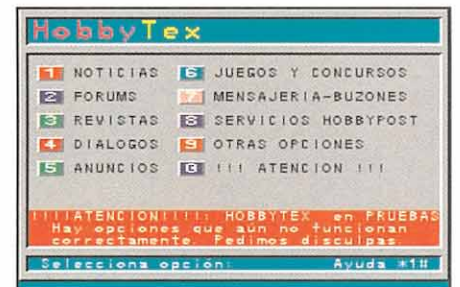 HobbyTex
1 NOTICIAS 6 JUEGOS Y CONCURSOS
2 FORUMS 7 MENSAJERIA-BUZONES
3 REVISTAS 8 SERVICIOS HOBBYPOST
4 DIALOGOS 9 OTRAS OPCIONES
5 ANUNCIOS 0 !!! ATENCION !!!
!!!!ATENCION!!!!: HOBBYTEX en PRUEBAS
Hay opciones que aún no funcionan
correctamente. Pedimos disculpas
Selecciona opción: Ayuda *1#